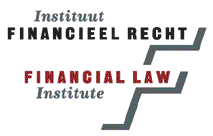 Instituut
FINANCIEEL RECHT
FINANCIAL LAW
Institute